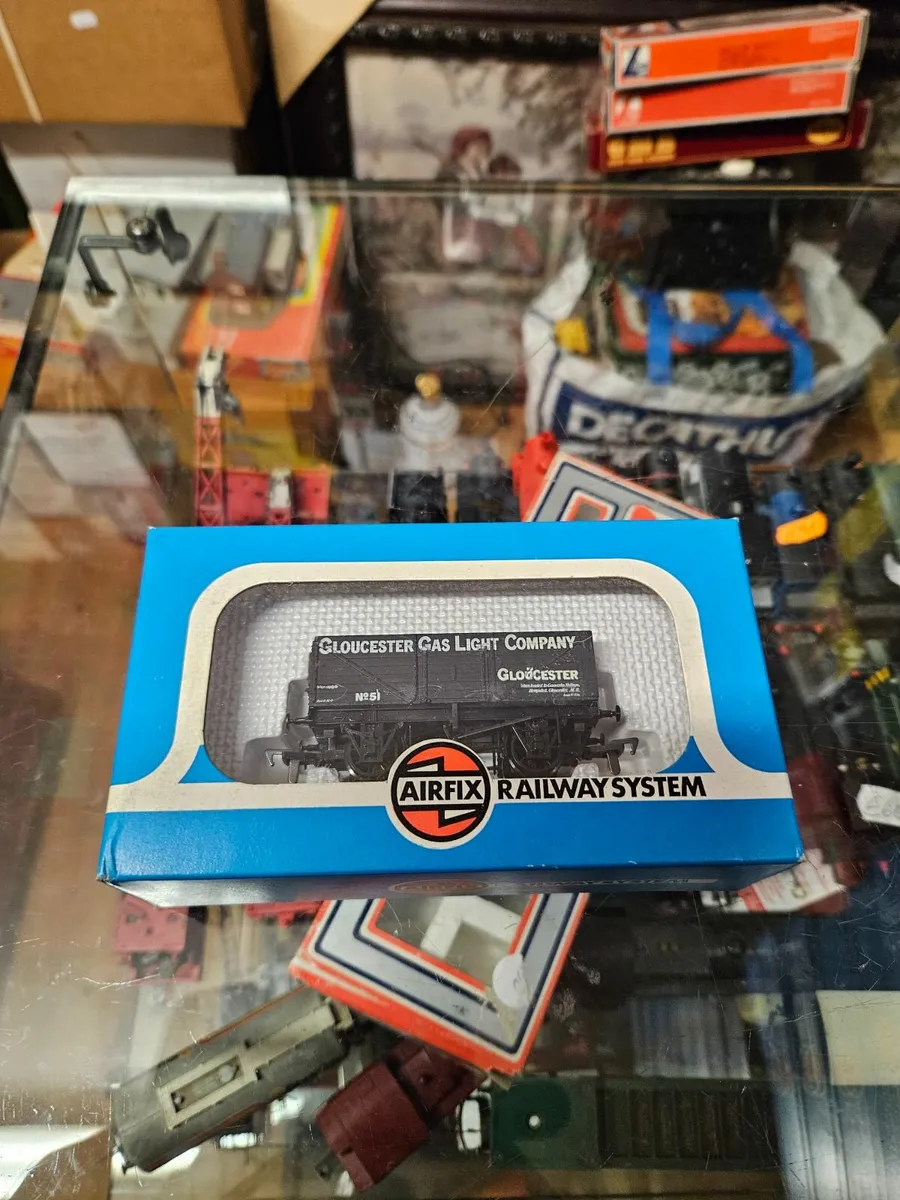 DECATHL
GLOUCESTER GAS LIGHT COMPANY
GLOUCESTER
Nº51
AIRFIX RAILWAY SYSTEM